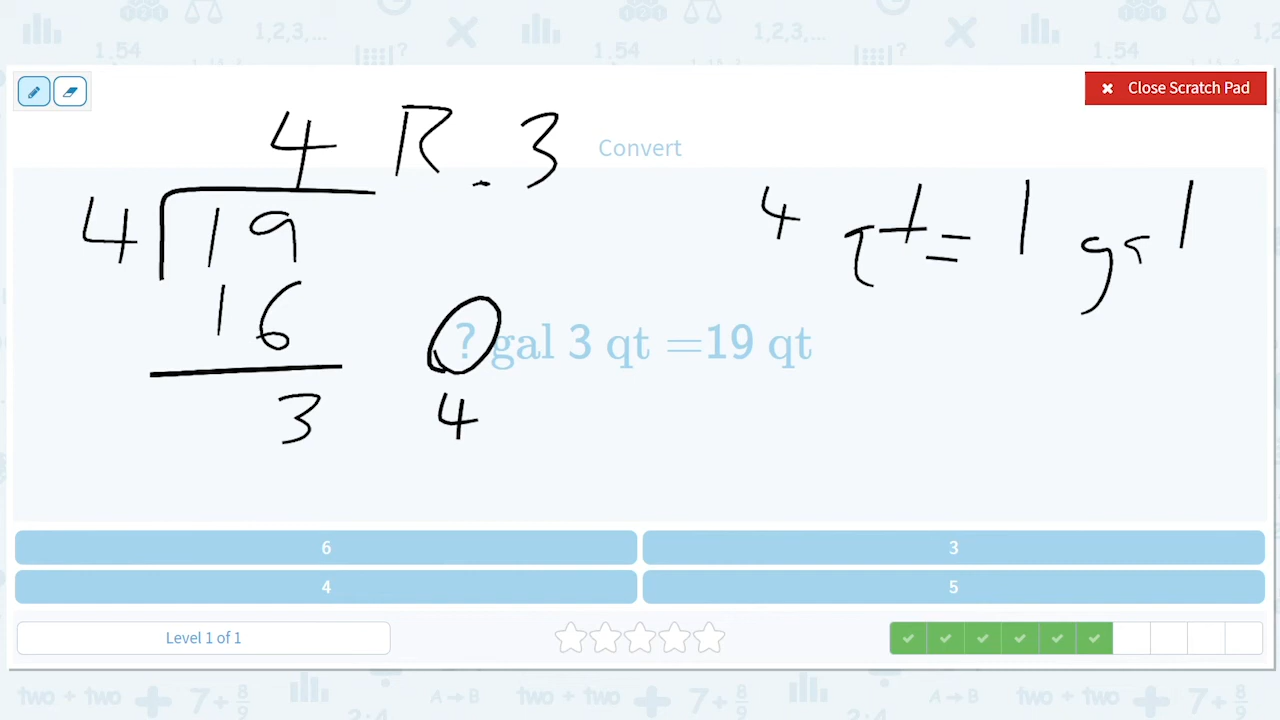 Close Scratch Pad
4 R. 3
Convert
4 19
4 qt = 1 gal
16
? gal 3 qt =19 qt
3 4
6 3
4 5
Level 1 of 1